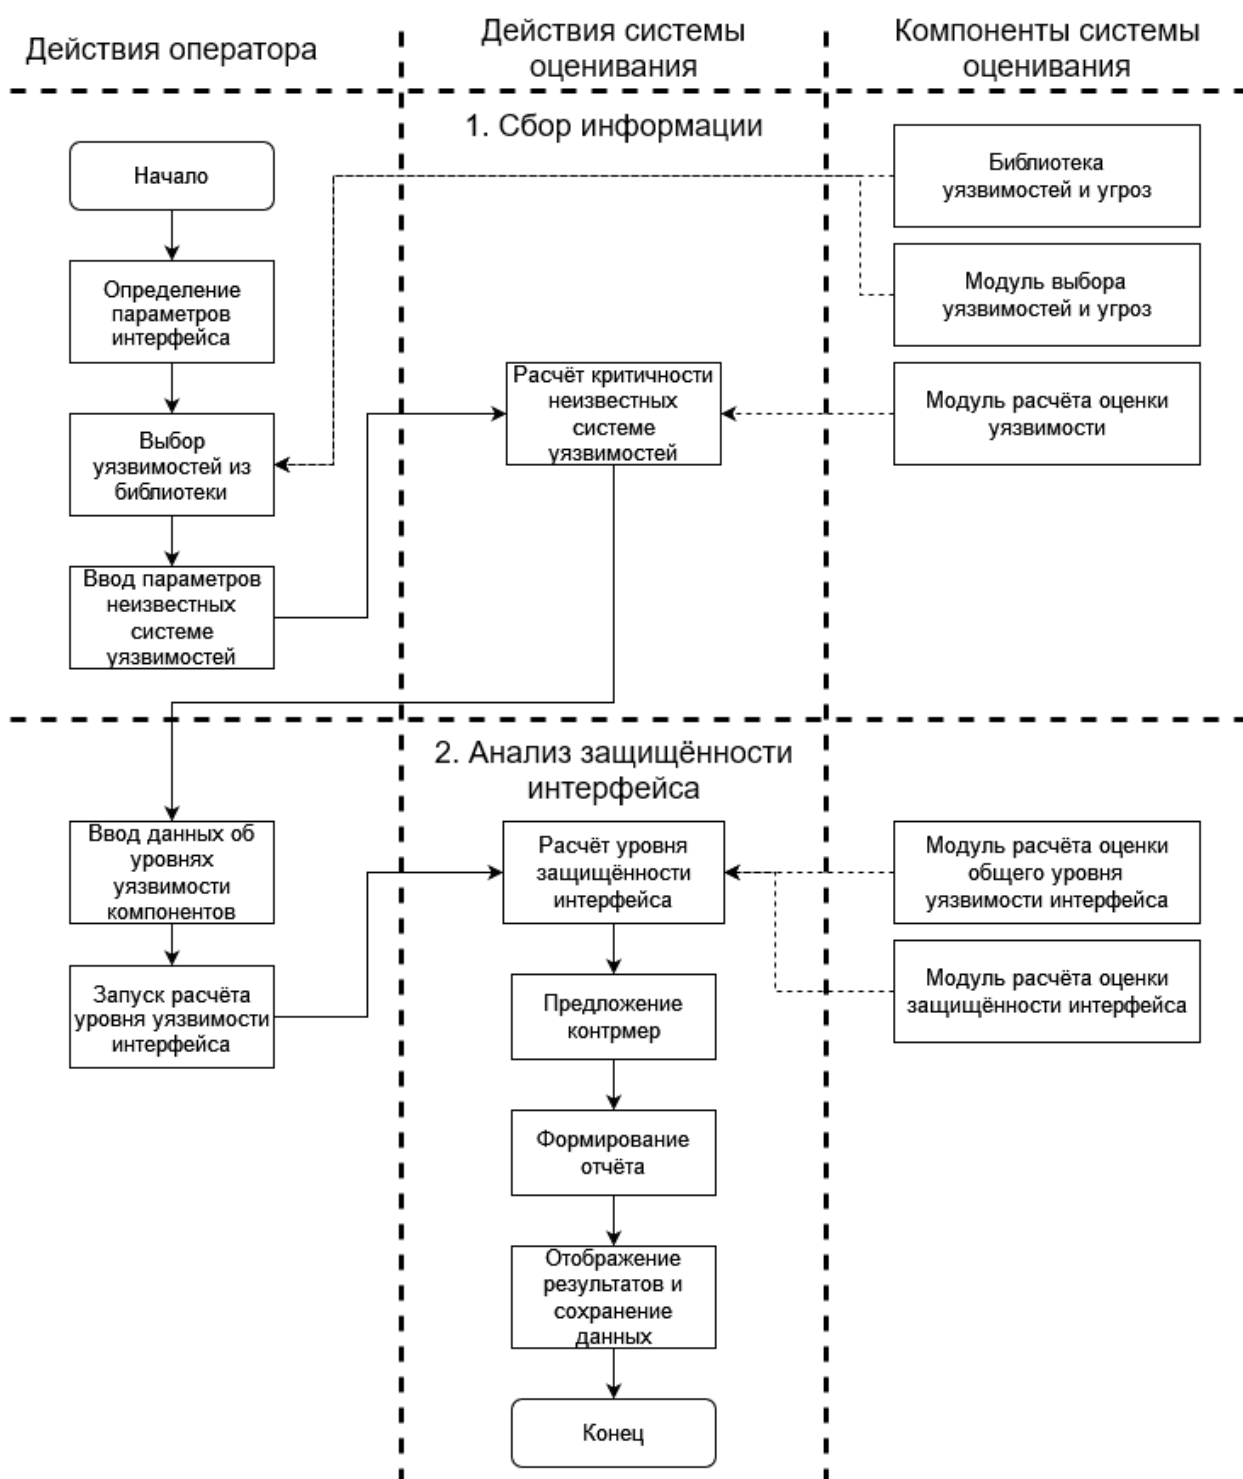 Действия оператора
Действия системы
оценивания
Компоненты системы
оценивания
1. Сбор информации
Начало
Определение
параметров
интерфейса
Выбор
уязвимостей из
библиотеки
Ввод параметров
неизвестных
системе
уязвимостей
Расчёт критичности
неизвестных
системе
уязвимостей
Библиотека
уязвимостей и угроз
Модуль выбора
уязвимостей и угроз
Модуль расчёта оценки
уязвимости
2. Анализ защищённости
интерфейса
Ввод данных об
уровнях
уязвимости
компонентов
Запуск расчёта
уровня уязвимости
интерфейса
Расчёт уровня
защищённости
интерфейса
Предложение
контрмер
Формирование
отчёта
Отображение
результатов и
сохранение
данных
Конец
Модуль расчёта оценки
общего уровня
уязвимости интерфейса
Модуль расчёта оценки
защищённости интерфейса